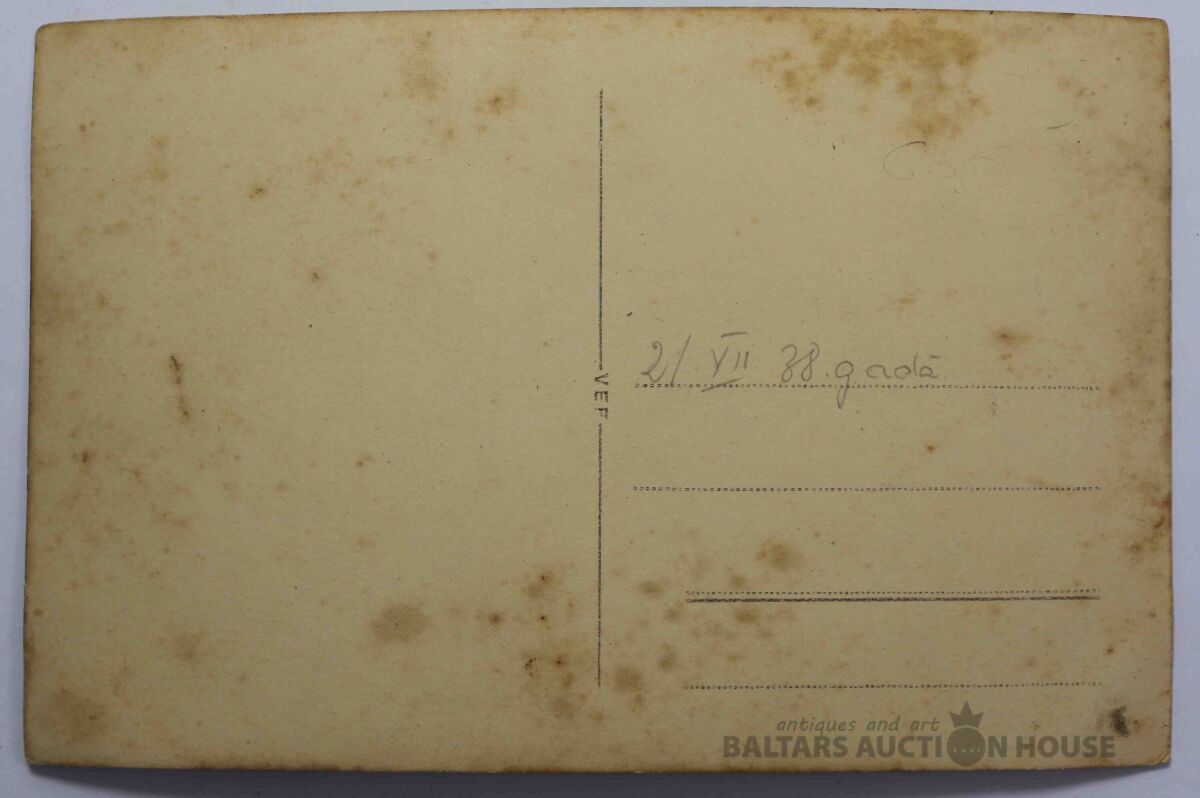 2/ VII 38. gadā
VEF
antiques and art
BALTARS AUCTION HOUSE